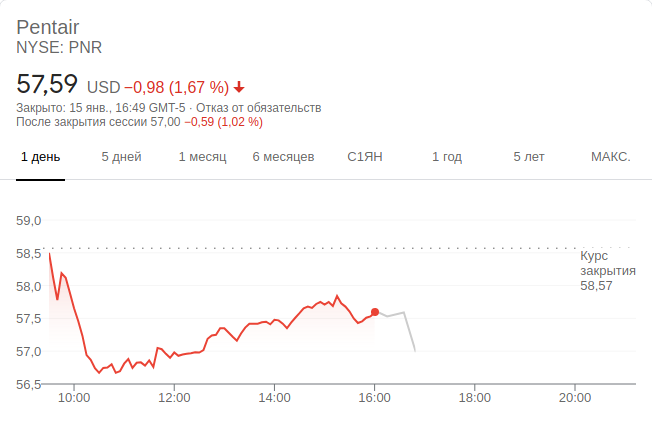 Pentair
NYSE: PNR
57,59 USD −0,98 (1,67 %)
Закрыто: 15 янв., 16:49 GMT-5 · Отказ от обязательств
После закрытия сессии 57,00 −0,59 (1,02 %)
1 день 5 дней 1 месяц 6 месяцев С1ЯН 1 год 5 лет МАКС.
59,0
58,5
Курс
закрытия
58,57
58,0
57,5
57,0
56,5
10:00 12:00 14:00 16:00 18:00 20:00